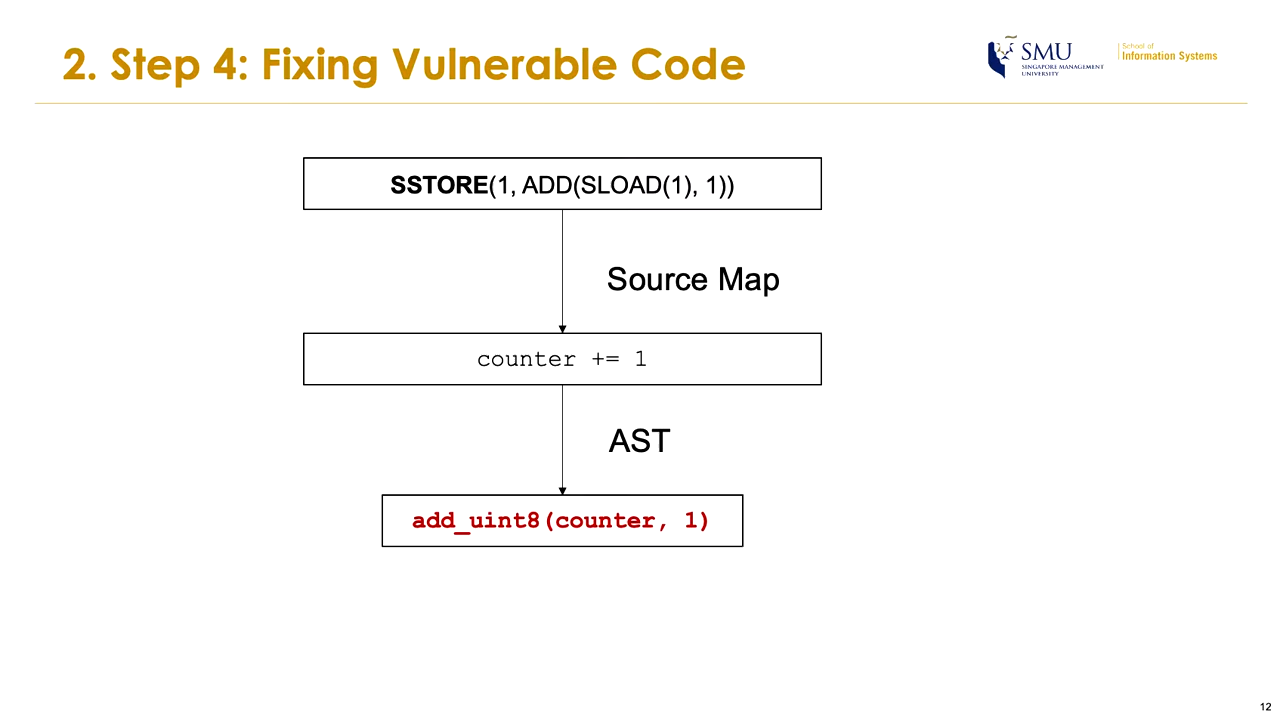 2. Step 4: Fixing Vulnerable Code
SMU
SINGAPORE MANAGEMENT
UNIVERSITY
School of
Information Systems
SSTORE(1, ADD(SLOAD(1), 1))
Source Map
counter += 1
AST
add_uint8(counter, 1)
12